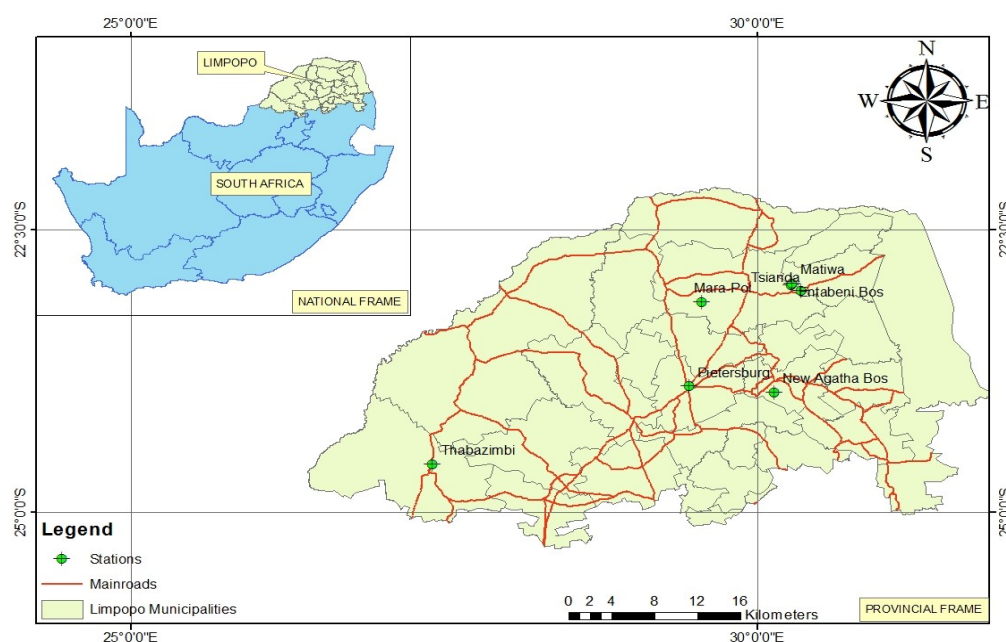 25°0'0"E
30°0'0"E
LIMPOPO
N
W
E
S
SOUTH AFRICA
22°30'0"S
22°30'0"S
Matiwa
Tsianda
Mara-Pol
Entabeni Bos
NATIONAL FRAME
Pietersburg
New Agatha Bos
Thabazimbi
25°0'0"S
25°0'0"S
Legend
Stations
Mainroads
Limpopo Municipalities
0 2 4 8 12 16
Kilometers
PROVINCIAL FRAME
25°0'0"E
30°0'0"E